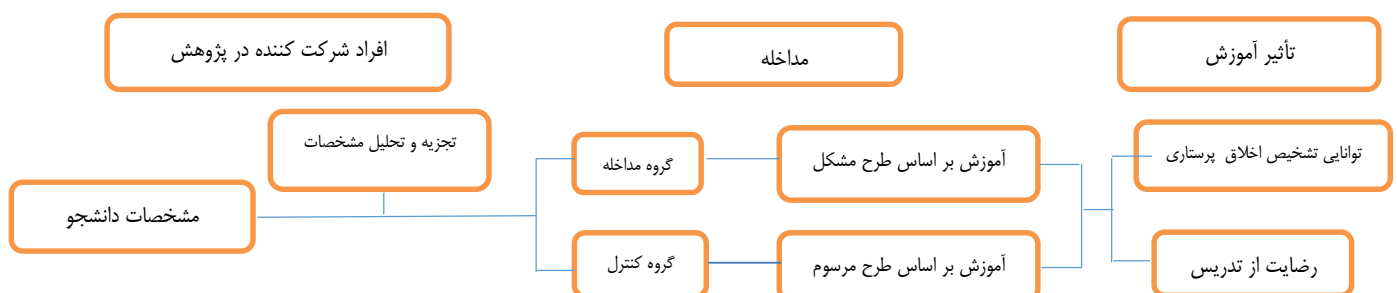 افراد شرکت کننده در پژوهش
مداخله
تأثیر آموزش
تجزیه و تحلیل مشخصات
مشخصات دانشجو
گروه مداخله
آموزش بر اساس طرح مشکل
توانایی تشخیص اخلاق پرستاری
گروه کنترل
آموزش بر اساس طرح مرسوم
رضایت از تدریس